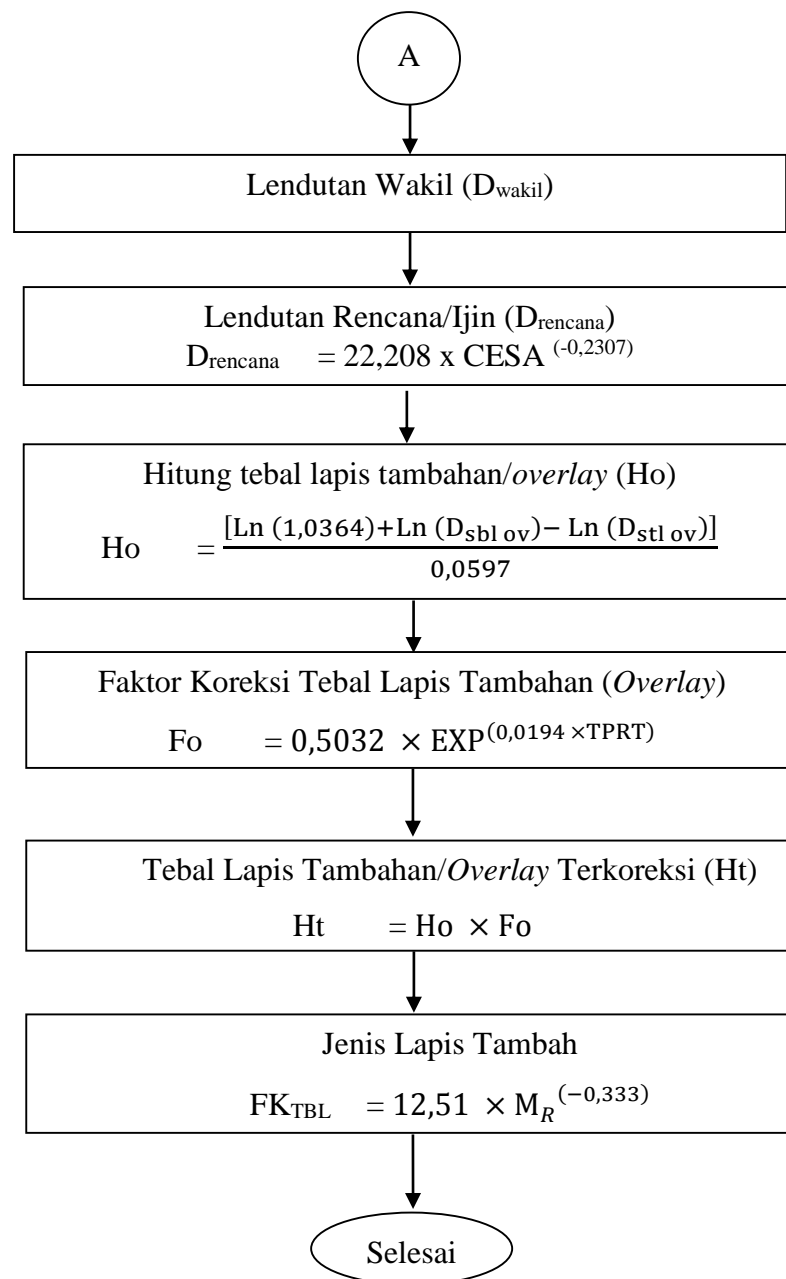 A
Lendutan Wakil (Dwakil)
Lendutan Rencana/Ijin (Drencana)
Drencana = 22,208 x CESA (-0,2307)
Hitung tebal lapis tambahan/overlay (Ho)
Ho = [Ln (1,0364)+Ln (Dsbl ov)− Ln (Dstl ov)]
0,0597
Faktor Koreksi Tebal Lapis Tambahan (Overlay)
Fo = 0,5032 × EXP(0,0194 ×TPRT)
Tebal Lapis Tambahan/Overlay Terkoreksi (Ht)
Ht = Ho × Fo
Jenis Lapis Tambah
FKTBL = 12,51 × MR(−0,333)
Selesai